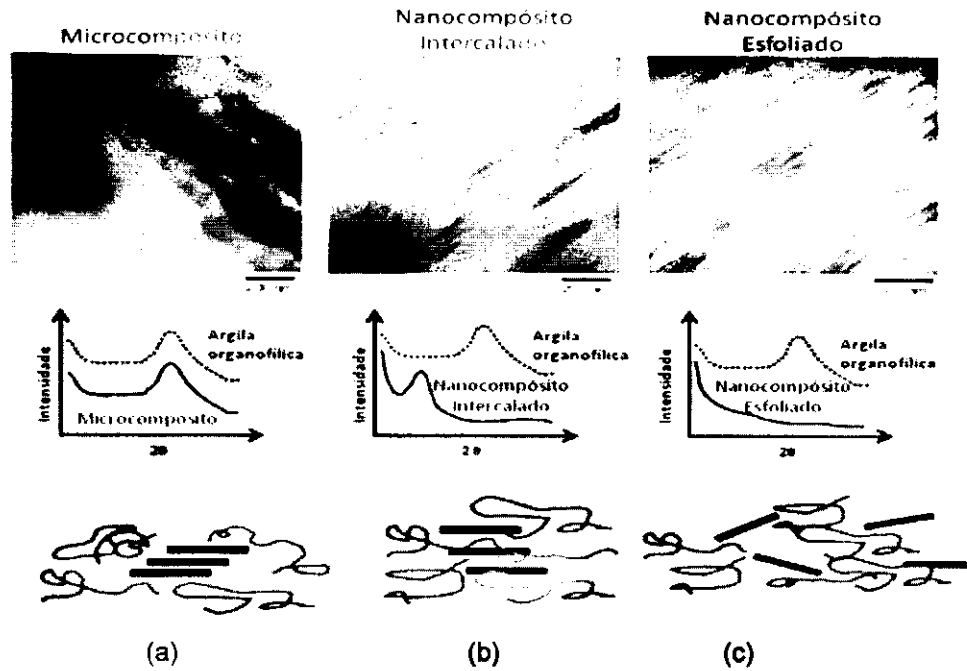 Microcompósito
Nanocompósito
Intercalado
Nanocompósito
Esfoliado
Intensidade
Argila
organofílica
Microcompósito
2θ
Intensidade
Argila
organofílica
Nanocompósito
Intercalado
2θ
Intensidade
Argila
organofílica
Nanocompósito
Esfoliado
2θ
(a)
(b)
(c)